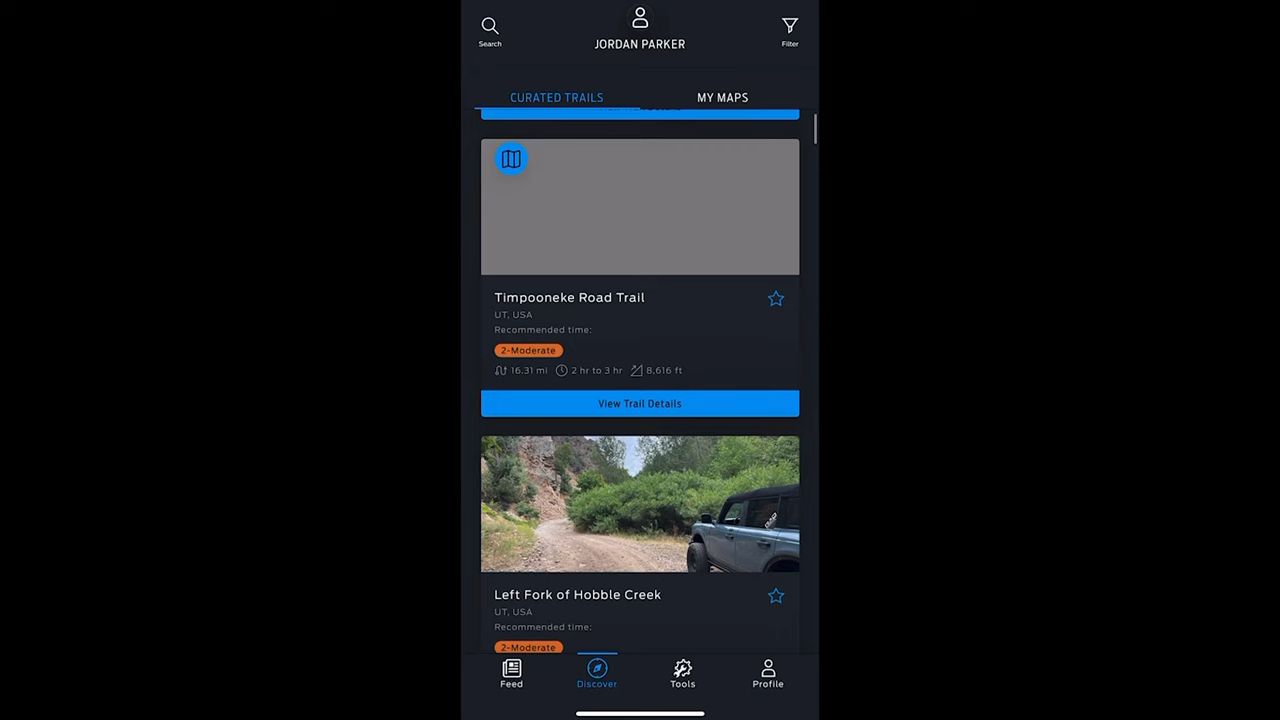 JORDAN PARKER
Search
Filter
CURATED TRAILS
MY MAPS
Timpooneke Road Trail
UT, USA
Recommended time:
2-Moderate
16.31 mi 2 hr to 3 hr 8,616 ft
View Trail Details
Left Fork of Hobble Creek
UT, USA
Recommended time:
2-Moderate
Feed
Discover
Tools
Profile